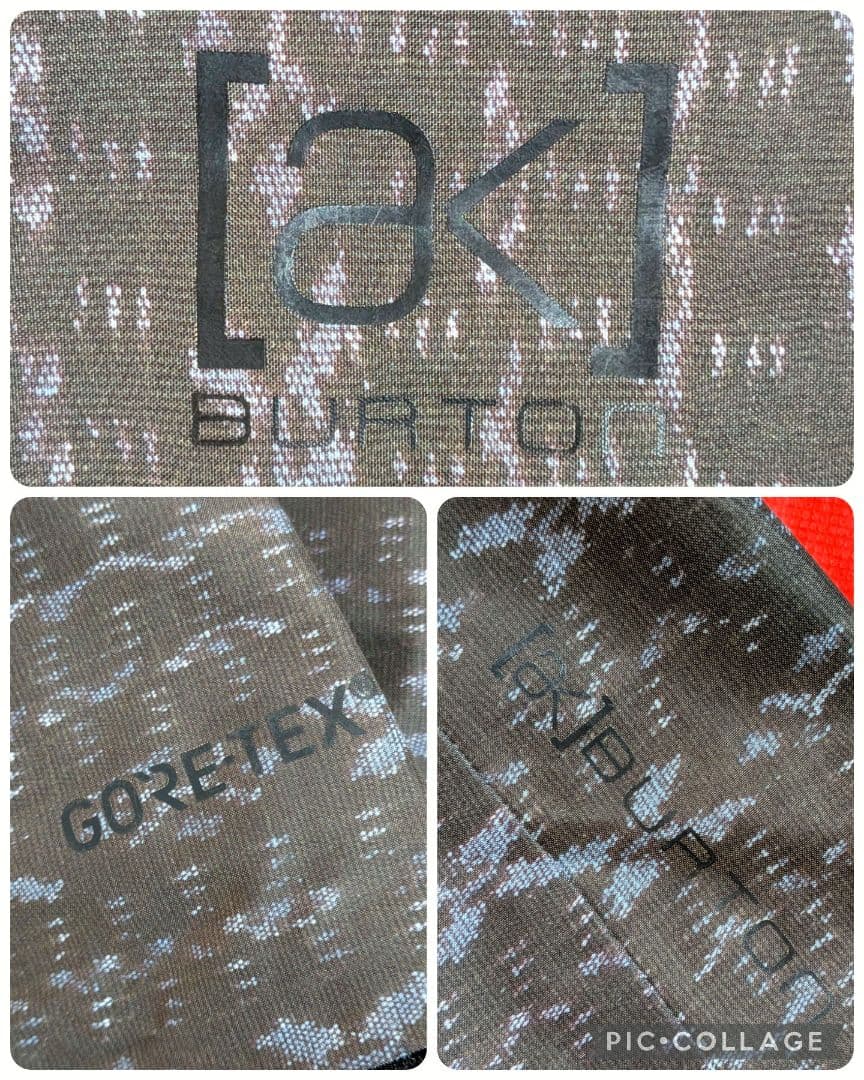 [ak]
BURTON
GORE-TEX®
[ak]BURTON
PIC•COLLAGE